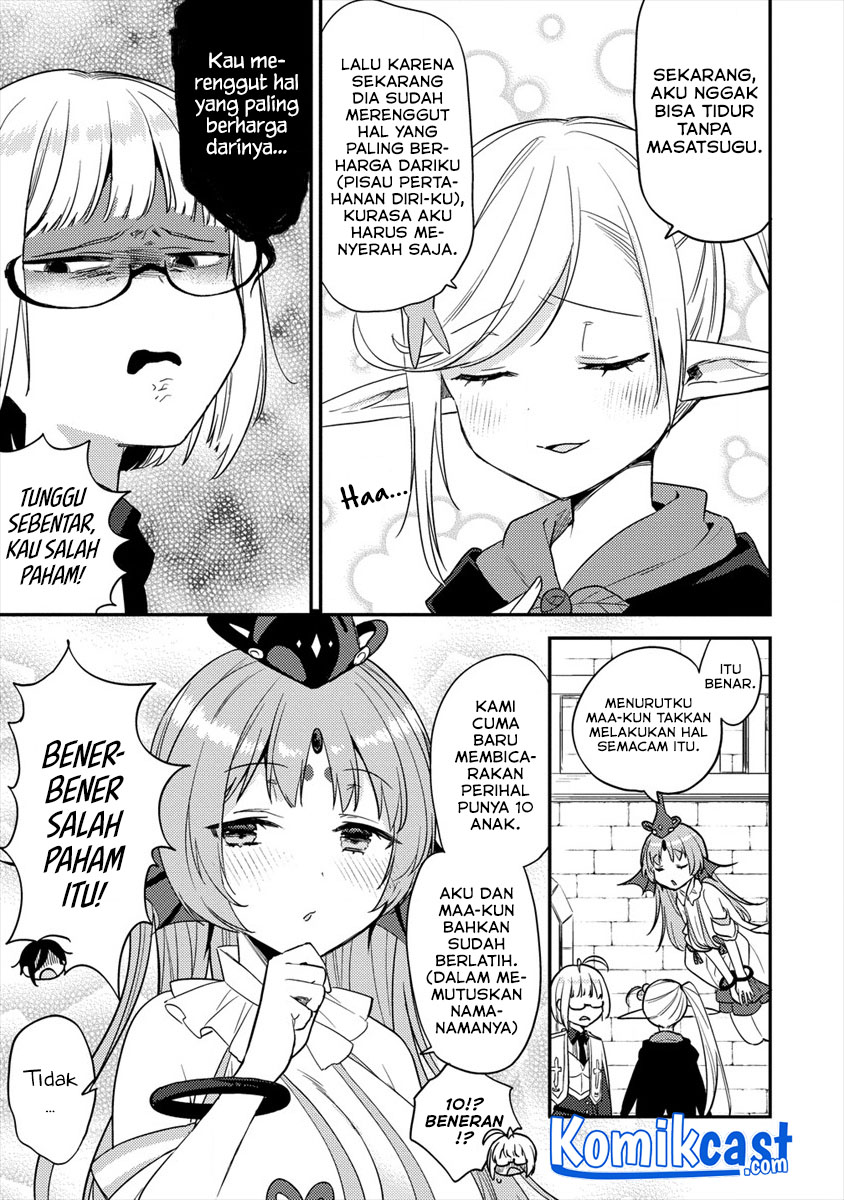 SEKARANG,
AKU NGGAK
BISA TIDUR
TANPA
MASATSUGU.
LALU KARENA
SEKARANG
DIA SUDAH
MERENGGUT
HAL YANG
PALING BER-
HARGA DARIKU
(PISAU PERTA-
HANAN DIRI-KU),
KURASA AKU
HARUS ME-
NYERAH SAJA.
Haa...
Kau me-
renggut hal
yang paling
berharga
darinya...
TUNGGU
SEBENTAR,
KAU SALAH
PAHAM!
ITU
BENAR.
MENURUTKU
MAA-KUN TAKKAN
MELAKUKAN HAL
SEMACAM ITU.
KAMI
CUMA
BARU
MEMBICA-
RAKAN
PERIHAL
PUNYA 10
ANAK.
AKU DAN
MAA-KUN
BAHKAN
SUDAH
BERLATIH.
(DALAM ME-
MUTUSKAN
NAMA-
NAMANYA)
BENER-
BENER
SALAH
PAHAM
ITU!
10!?
BENERAN
!?
Tidak
...
Komikcast
.com